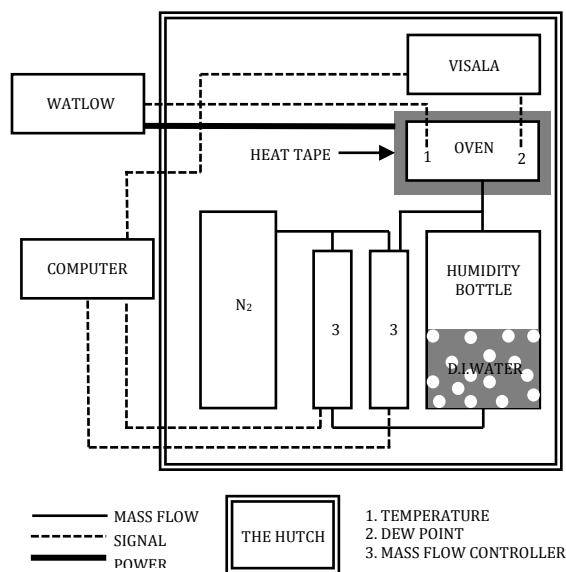 VISALA
WATLOW
OVEN
1
2
HEAT TAPE
COMPUTER
N2
3
3
HUMIDITY
BOTTLE
D.I.WATER
MASS FLOW
SIGNAL
POWER
THE HUTCH
1. TEMPERATURE
2. DEW POINT
3. MASS FLOW CONTROLLER